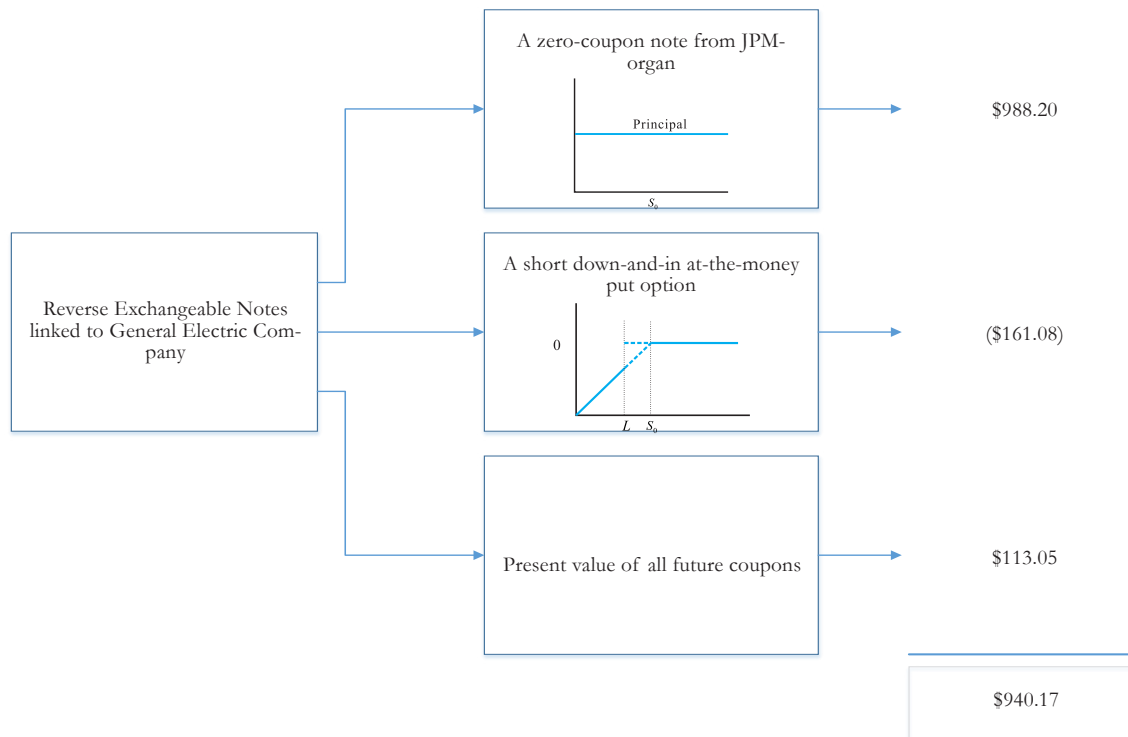 A zero-coupon note from JPM-
organ
Principal
S₀
$988.20
Reverse Exchangeable Notes
linked to General Electric Com-
pany
A short down-and-in at-the-money
put option
0
L S₀
($161.08)
Present value of all future coupons
$113.05
$940.17